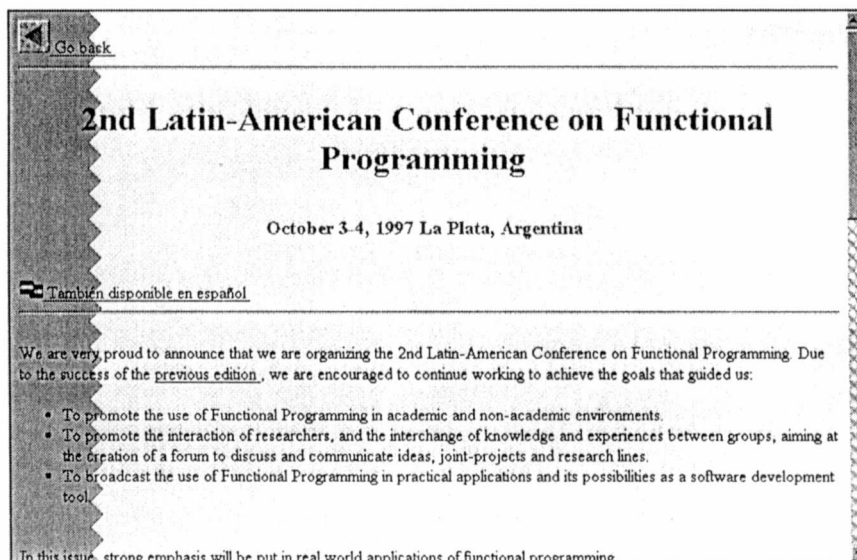 Go back
2nd Latin-American Conference on Functional
Programming
October 3-4, 1997 La Plata, Argentina
También disponible en español
We are very proud to announce that we are organizing the 2nd Latin-American Conference on Functional Programming. Due
to the success of the previous edition , we are encouraged to continue working to achieve the goals that guided us:
• To promote the use of Functional Programming in academic and non-academic environments.
• To promote the interaction of researchers, and the interchange of knowledge and experiences between groups, aiming at
the creation of a forum to discuss and communicate ideas, joint-projects and research lines.
• To broadcast the use of Functional Programming in practical applications and its possibilities as a software development
tool.
In this issue, strong emphasis will be put in real world applications of functional programming